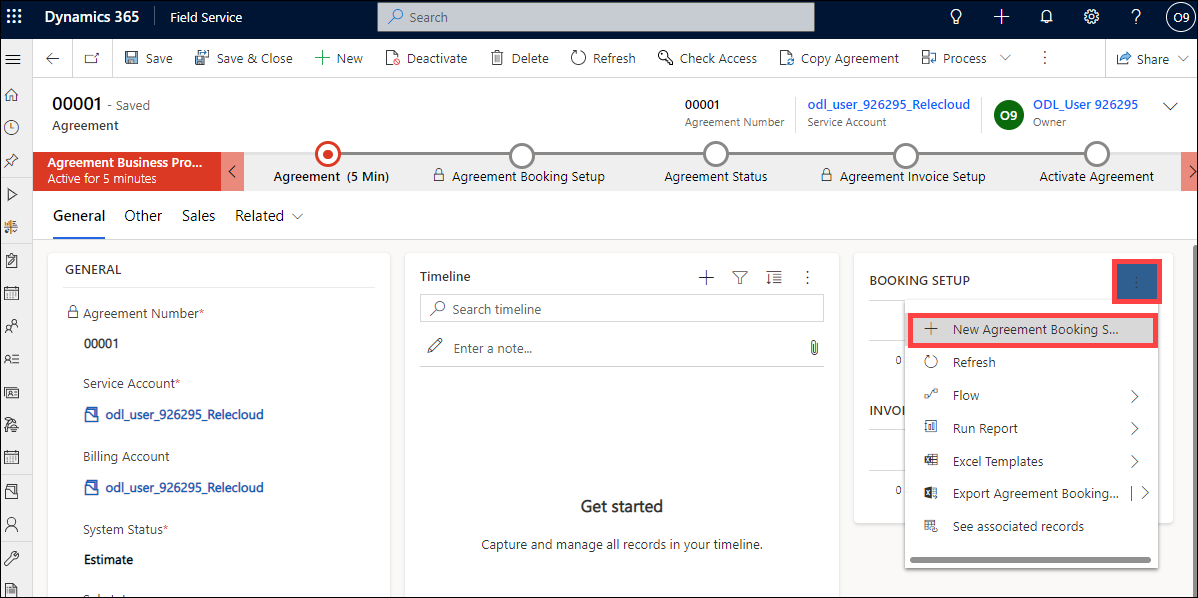 Dynamics 365 Field Service Search O9
Save Save & Close New Deactivate Delete Refresh Check Access Copy Agreement Process Share
00001 - Saved
Agreement
00001
Agreement Number
odl_user_926295_Relecloud
Service Account
O9
ODL_User 926295
Owner
Agreement Business Pro...
Active for 5 minutes
Agreement (5 Min) Agreement Booking Setup Agreement Status Agreement Invoice Setup Activate Agreement
General Other Sales Related
GENERAL
Agreement Number*
00001
Service Account*
odl_user_926295_Relecloud
Billing Account
odl_user_926295_Relecloud
System Status*
Estimate
Timeline
Search timeline
Enter a note...
Get started
Capture and manage all records in your timeline.
BOOKING SETUP
0
INVOI
0
New Agreement Booking S...
Refresh
Flow
Run Report
Excel Templates
Export Agreement Booking...
See associated records